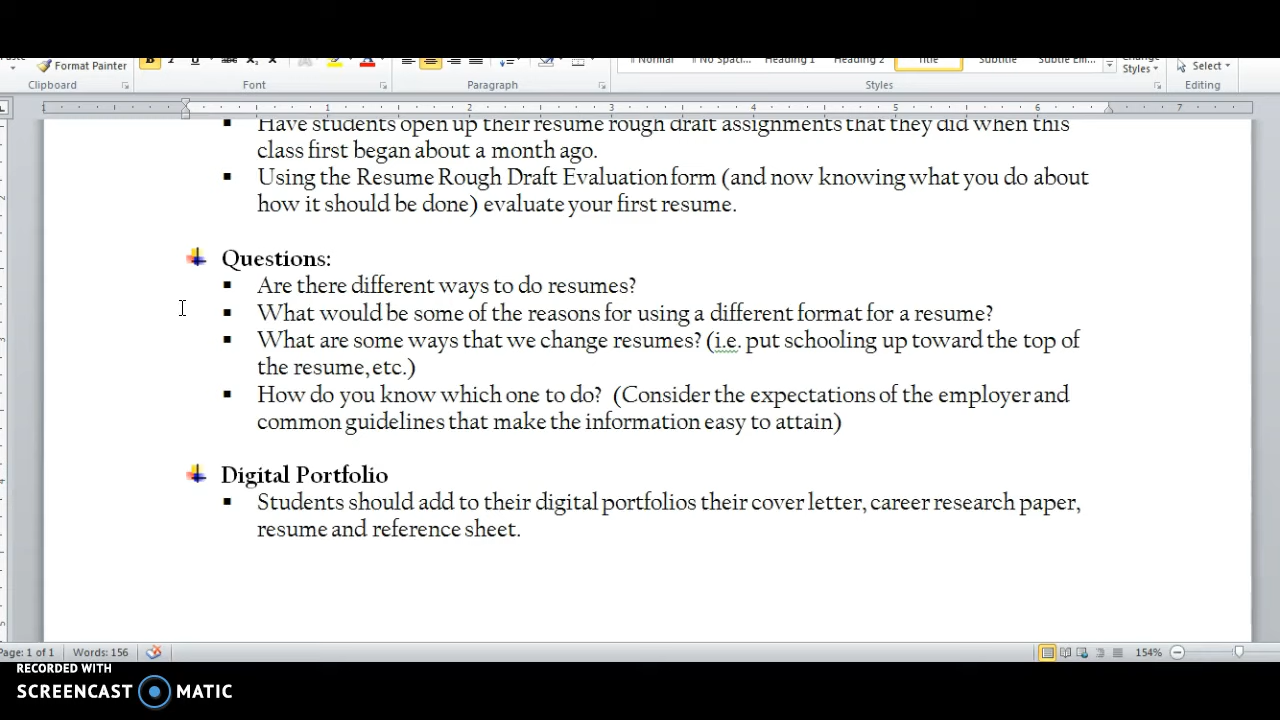 Format Painter
Clipboard
Font
Paragraph
Styles
Editing
Normal
No Spaci...
Heading 1
Heading 2
Title
Subtitle
Subtle Em...
Change
Styles
Select
1 1 2 3 4 5 6 7
Have students open up their resume rough draft assignments that they did when this
class first began about a month ago.
Using the Resume Rough Draft Evaluation form (and now knowing what you do about
how it should be done) evaluate your first resume.
Questions:
Are there different ways to do resumes?
What would be some of the reasons for using a different format for a resume?
What are some ways that we change resumes? (i.e. put schooling up toward the top of
the resume, etc.)
How do you know which one to do?  (Consider the expectations of the employer and
common guidelines that make the information easy to attain)
Digital Portfolio
Students should add to their digital portfolios their cover letter, career research paper,
resume and reference sheet.
Page: 1 of 1
Words: 156
154%
RECORDED WITH
SCREENCAST MATIC